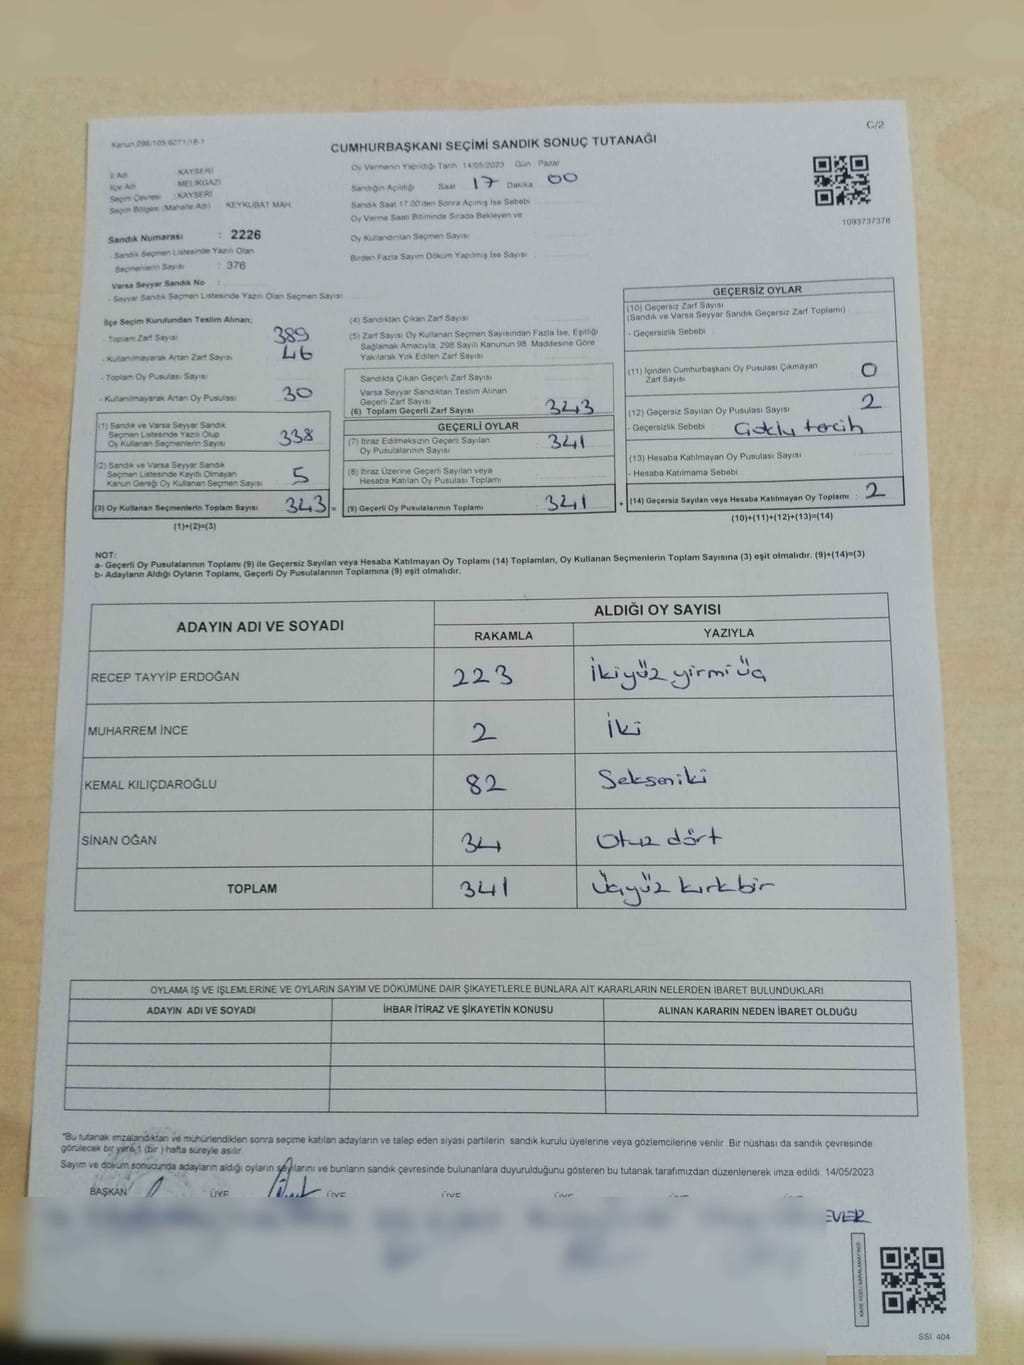 Kanun 298/105.6271/18-1
C/2
CUMHURBAŞKANI SEÇİMİ SANDIK SONUÇ TUTANAĞI
İl Adı : KAYSERİ
İlçe Adı : MELİKGAZİ
Seçim Çevresi : KAYSERİ
Seçim Bölgesi (Mahalle Adı) : KEYKUBAT MAH.
Sandık Numarası : 2226
Sandık Seçmen Listesinde Yazılı Olan
Seçmenlerin Sayısı : 376
Varsa Seyyar Sandık No :
- Seyyar Sandık Seçmen Listesinde Yazılı Olan Seçmen Sayısı
Oy Vermenin Yapıldığı Tarih 14/05/2023 Gün Pazar
Sandığın Açıldığı Saat 17 Dakika 00
Sandık Saat 17.00'den Sonra Açılmış İse Sebebi
Oy Verme Saati Bitiminde Sırada Bekleyen ve
Oy Kullandırılan Seçmen Sayısı
Birden Fazla Sayım Döküm Yapılmış İse Sayısı
1093737378
İlçe Seçim Kurulundan Teslim Alınan;
- Toplam Zarf Sayısı 389
- Kullanılmayarak Artan Zarf Sayısı 46
- Toplam Oy Pusulası Sayısı
- Kullanılmayarak Artan Oy Pusulası 30
(1) Sandık ve Varsa Seyyar Sandık
Seçmen Listesinde Yazılı Olup
Oy Kullanan Seçmenlerin Sayısı 338
(2) Sandık ve Varsa Seyyar Sandık
Seçmen Listesinde Kayıtlı Olmayan
Kanun Gereği Oy Kullanan Seçmen Sayısı 5
(3) Oy Kullanan Seçmenlerin Toplam Sayısı 343 =
(1)+(2)=(3)
(4) Sandıktan Çıkan Zarf Sayısı
(5) Zarf Sayısı Oy Kullanan Seçmen Sayısından Fazla İse, Eşitliği
Sağlamak Amacıyla. 298 Sayılı Kanunun 98. Maddesine Göre
Yakılarak Yok Edilen Zarf Sayısı
Sandıkta Çıkan Geçerli Zarf Sayısı
Varsa Seyyar Sandıktan Teslim Alınan
Geçerli Zarf Sayısı
(6) Toplam Geçerli Zarf Sayısı 343
GEÇERLİ OYLAR
(7) İtiraz Edilmeksizin Geçerli Sayılan
Oy Pusulalarının Sayısı 341
(8) İtiraz Üzerine Geçerli Sayılan veya
Hesaba Katılan Oy Pusulası Toplamı
(9) Geçerli Oy Pusulalarının Toplamı 341 +
GEÇERSİZ OYLAR
(10) Geçersiz Zarf Sayısı
(Sandık ve Varsa Seyyar Sandık Geçersiz Zarf Toplamı)
- Geçersizlik Sebebi :
(11) İçinden Cumhurbaşkanı Oy Pusulası Çıkmayan
Zarf Sayısı 0
(12) Geçersiz Sayılan Oy Pusulası Sayısı 2
- Geçersizlik Sebebi : Çoklu tercih
(13) Hesaba Katılmayan Oy Pusulası Sayısı
- Hesaba Katılmama Sebebi
(14) Geçersiz Sayılan veya Hesaba Katılmayan Oy Toplamı : 2
(10)+(11)+(12)+(13)=(14)
NOT:
a- Geçerli Oy Pusulalarının Toplamı (9) ile Geçersiz Sayılan veya Hesaba Katılmayan Oy Toplamı (14) Toplamları, Oy Kullanan Seçmenlerin Toplam Sayısına (3) eşit olmalıdır. (9)+(14)=(3)
b- Adayların Aldığı Oyların Toplamı, Geçerli Oy Pusulalarının Toplamına (9) eşit olmalıdır.
ADAYIN ADI VE SOYADI
ALDIĞI OY SAYISI
RAKAMLA YAZIYLA
RECEP TAYYİP ERDOĞAN 223 İkiyüz yirmi üç
MUHARREM İNCE 2 İki
KEMAL KILIÇDAROĞLU 82 Seksen iki
SİNAN OĞAN 34 Otuz dört
TOPLAM 341 Üçyüz kırk bir
OYLAMA İŞ VE İŞLEMLERİNE VE OYLARIN SAYIM VE DÖKÜMÜNE DAİR ŞİKAYETLERLE BUNLARA AİT KARARLARIN NELERDEN İBARET BULUNDUKLARI
ADAYIN ADI VE SOYADI İHBAR İTİRAZ VE ŞİKAYETİN KONUSU ALINAN KARARIN NEDEN İBARET OLDUĞU
*Bu tutanak imzalandıktan ve mühürlendikten sonra seçime katılan adayların ve talep eden siyasi partilerin sandık kurulu üyelerine veya gözlemcilerine verilir. Bir nüshası da sandık çevresinde
görülecek bir yere 1 (bir ) hafta süreyle asılır.
Sayım ve döküm sonucunda adayların aldığı oyların sayılarını ve bunların sandık çevresinde bulunanlara duyurulduğunu gösteren bu tutanak tarafımızdan düzenlenerek imza edildi. 14/05/2023
BAŞKAN ÜYE ÜYE ÜYE ÜYE ÜYE ÜYE
EVLER
SSI 404